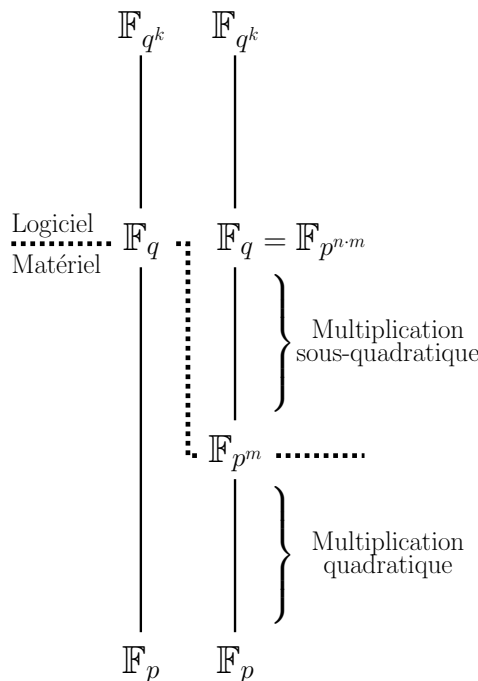 𝔽_{q^k} 𝔽_{q^k}
Logiciel
𝔽_q 𝔽_q = 𝔽_{p^{n·m}}
Matériel
Multiplication
sous-quadratique
𝔽_{p^m}
Multiplication
quadratique
𝔽_p 𝔽_p